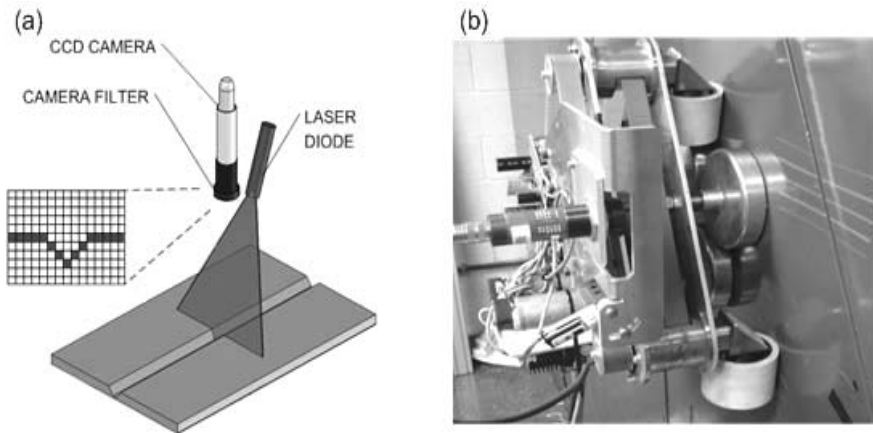 (a)
CCD CAMERA
CAMERA FILTER
LASER
DIODE
(b)